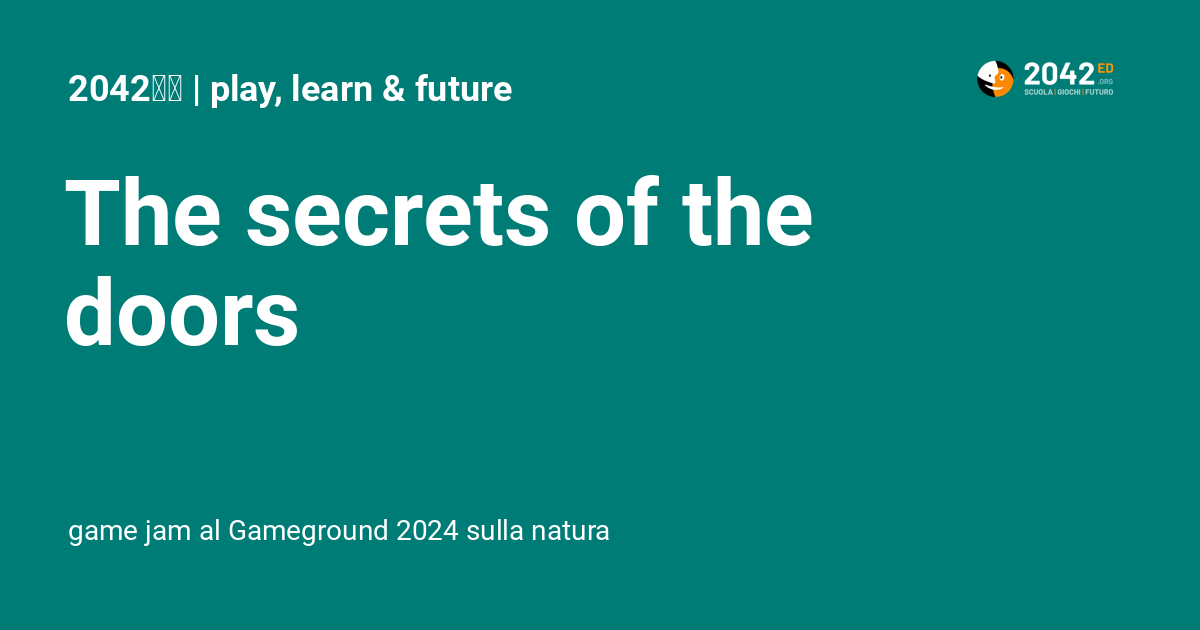 2042 | play, learn & future
2042 ED
.ORG
SCUOLA | GIOCHI | FUTURO
The secrets of the
doors
game jam al Gameground 2024 sulla natura